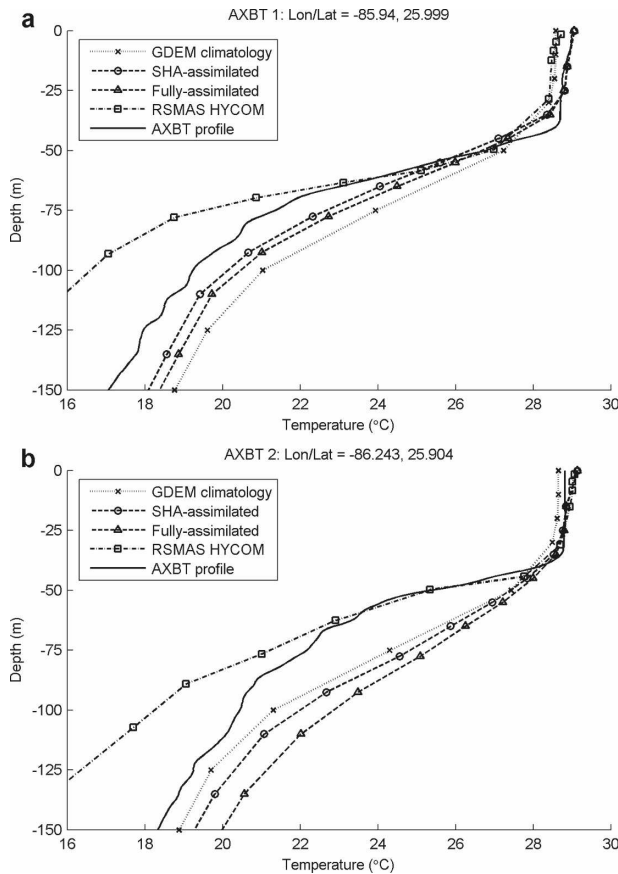 a
AXBT 1: Lon/Lat = -85.94, 25.999
GDEM climatology
SHA-assimilated
Fully-assimilated
RSMAS HYCOM
AXBT profile
Depth (m)
0
-25
-50
-75
-100
-125
-150
16 18 20 22 24 26 28 30
Temperature (°C)
b
AXBT 2: Lon/Lat = -86.243, 25.904
GDEM climatology
SHA-assimilated
Fully-assimilated
RSMAS HYCOM
AXBT profile
Depth (m)
0
-25
-50
-75
-100
-125
-150
16 18 20 22 24 26 28 30
Temperature (°C)